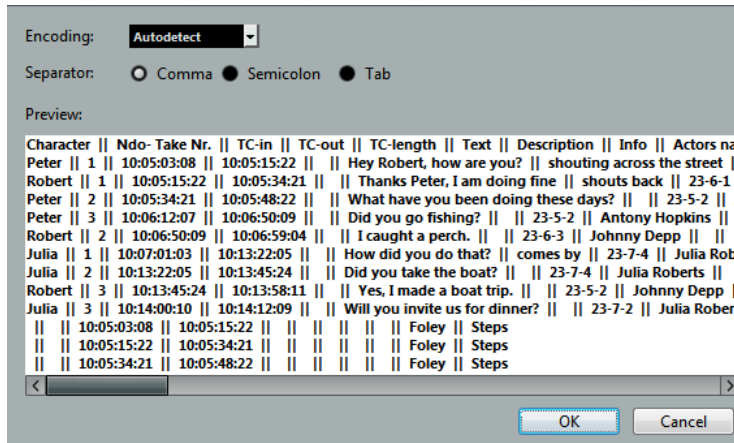 Encoding: Autodetect
Separator: Comma Semicolon Tab
Preview:
Character || Ndo- Take Nr. || TC-in || TC-out || TC-length || Text || Description || Info || Actors na
Peter || 1 || 10:05:03:08 || 10:05:15:22 || || Hey Robert, how are you? || shouting across the street |
Robert || 1 || 10:05:15:22 || 10:05:34:21 || || Thanks Peter, I am doing fine || shouts back || 23-6-1
Peter || 2 || 10:05:34:21 || 10:05:48:22 || || What have you been doing these days? || || 23-5-2 ||
Peter || 3 || 10:06:12:07 || 10:06:50:09 || || Did you go fishing? || || 23-5-2 || Antony Hopkins ||
Robert || 2 || 10:06:50:09 || 10:06:59:04 || || I caught a perch. || || 23-6-3 || Johnny Depp || ||
Julia || 1 || 10:07:01:03 || 10:13:22:05 || || How did you do that? || comes by || 23-7-4 || Julia Rob
Julia || 2 || 10:13:22:05 || 10:13:45:24 || || Did you take the boat? || || 23-7-4 || Julia Roberts ||
Robert || 3 || 10:13:45:24 || 10:13:58:11 || || Yes, I made a boat trip. || || 23-5-2 || Johnny Depp |
Julia || 3 || 10:14:00:10 || 10:14:12:09 || || Will you invite us for dinner? || || 23-7-2 || Julia Rober
|| || 10:05:03:08 || 10:05:15:22 || || || || || || Foley || Steps
|| || 10:05:15:22 || 10:05:34:21 || || || || || || Foley || Steps
|| || 10:05:34:21 || 10:05:48:22 || || || || || || Foley || Steps
OK Cancel